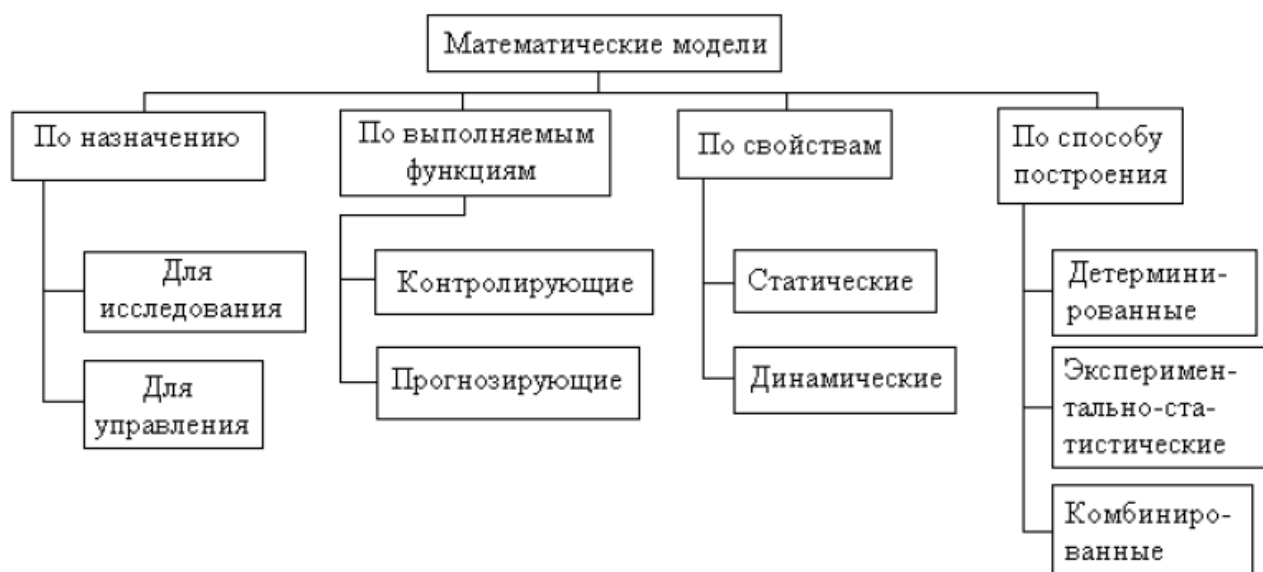 Математические модели
По назначению
По выполняемым
функциям
По свойствам
По способу
построения
Для
исследования
Для
управления
Контролирующие
Прогнозирующие
Статические
Динамические
Детермини-
рованные
Эксперимен-
тально-ста-
тистические
Комбиниро-
ванные